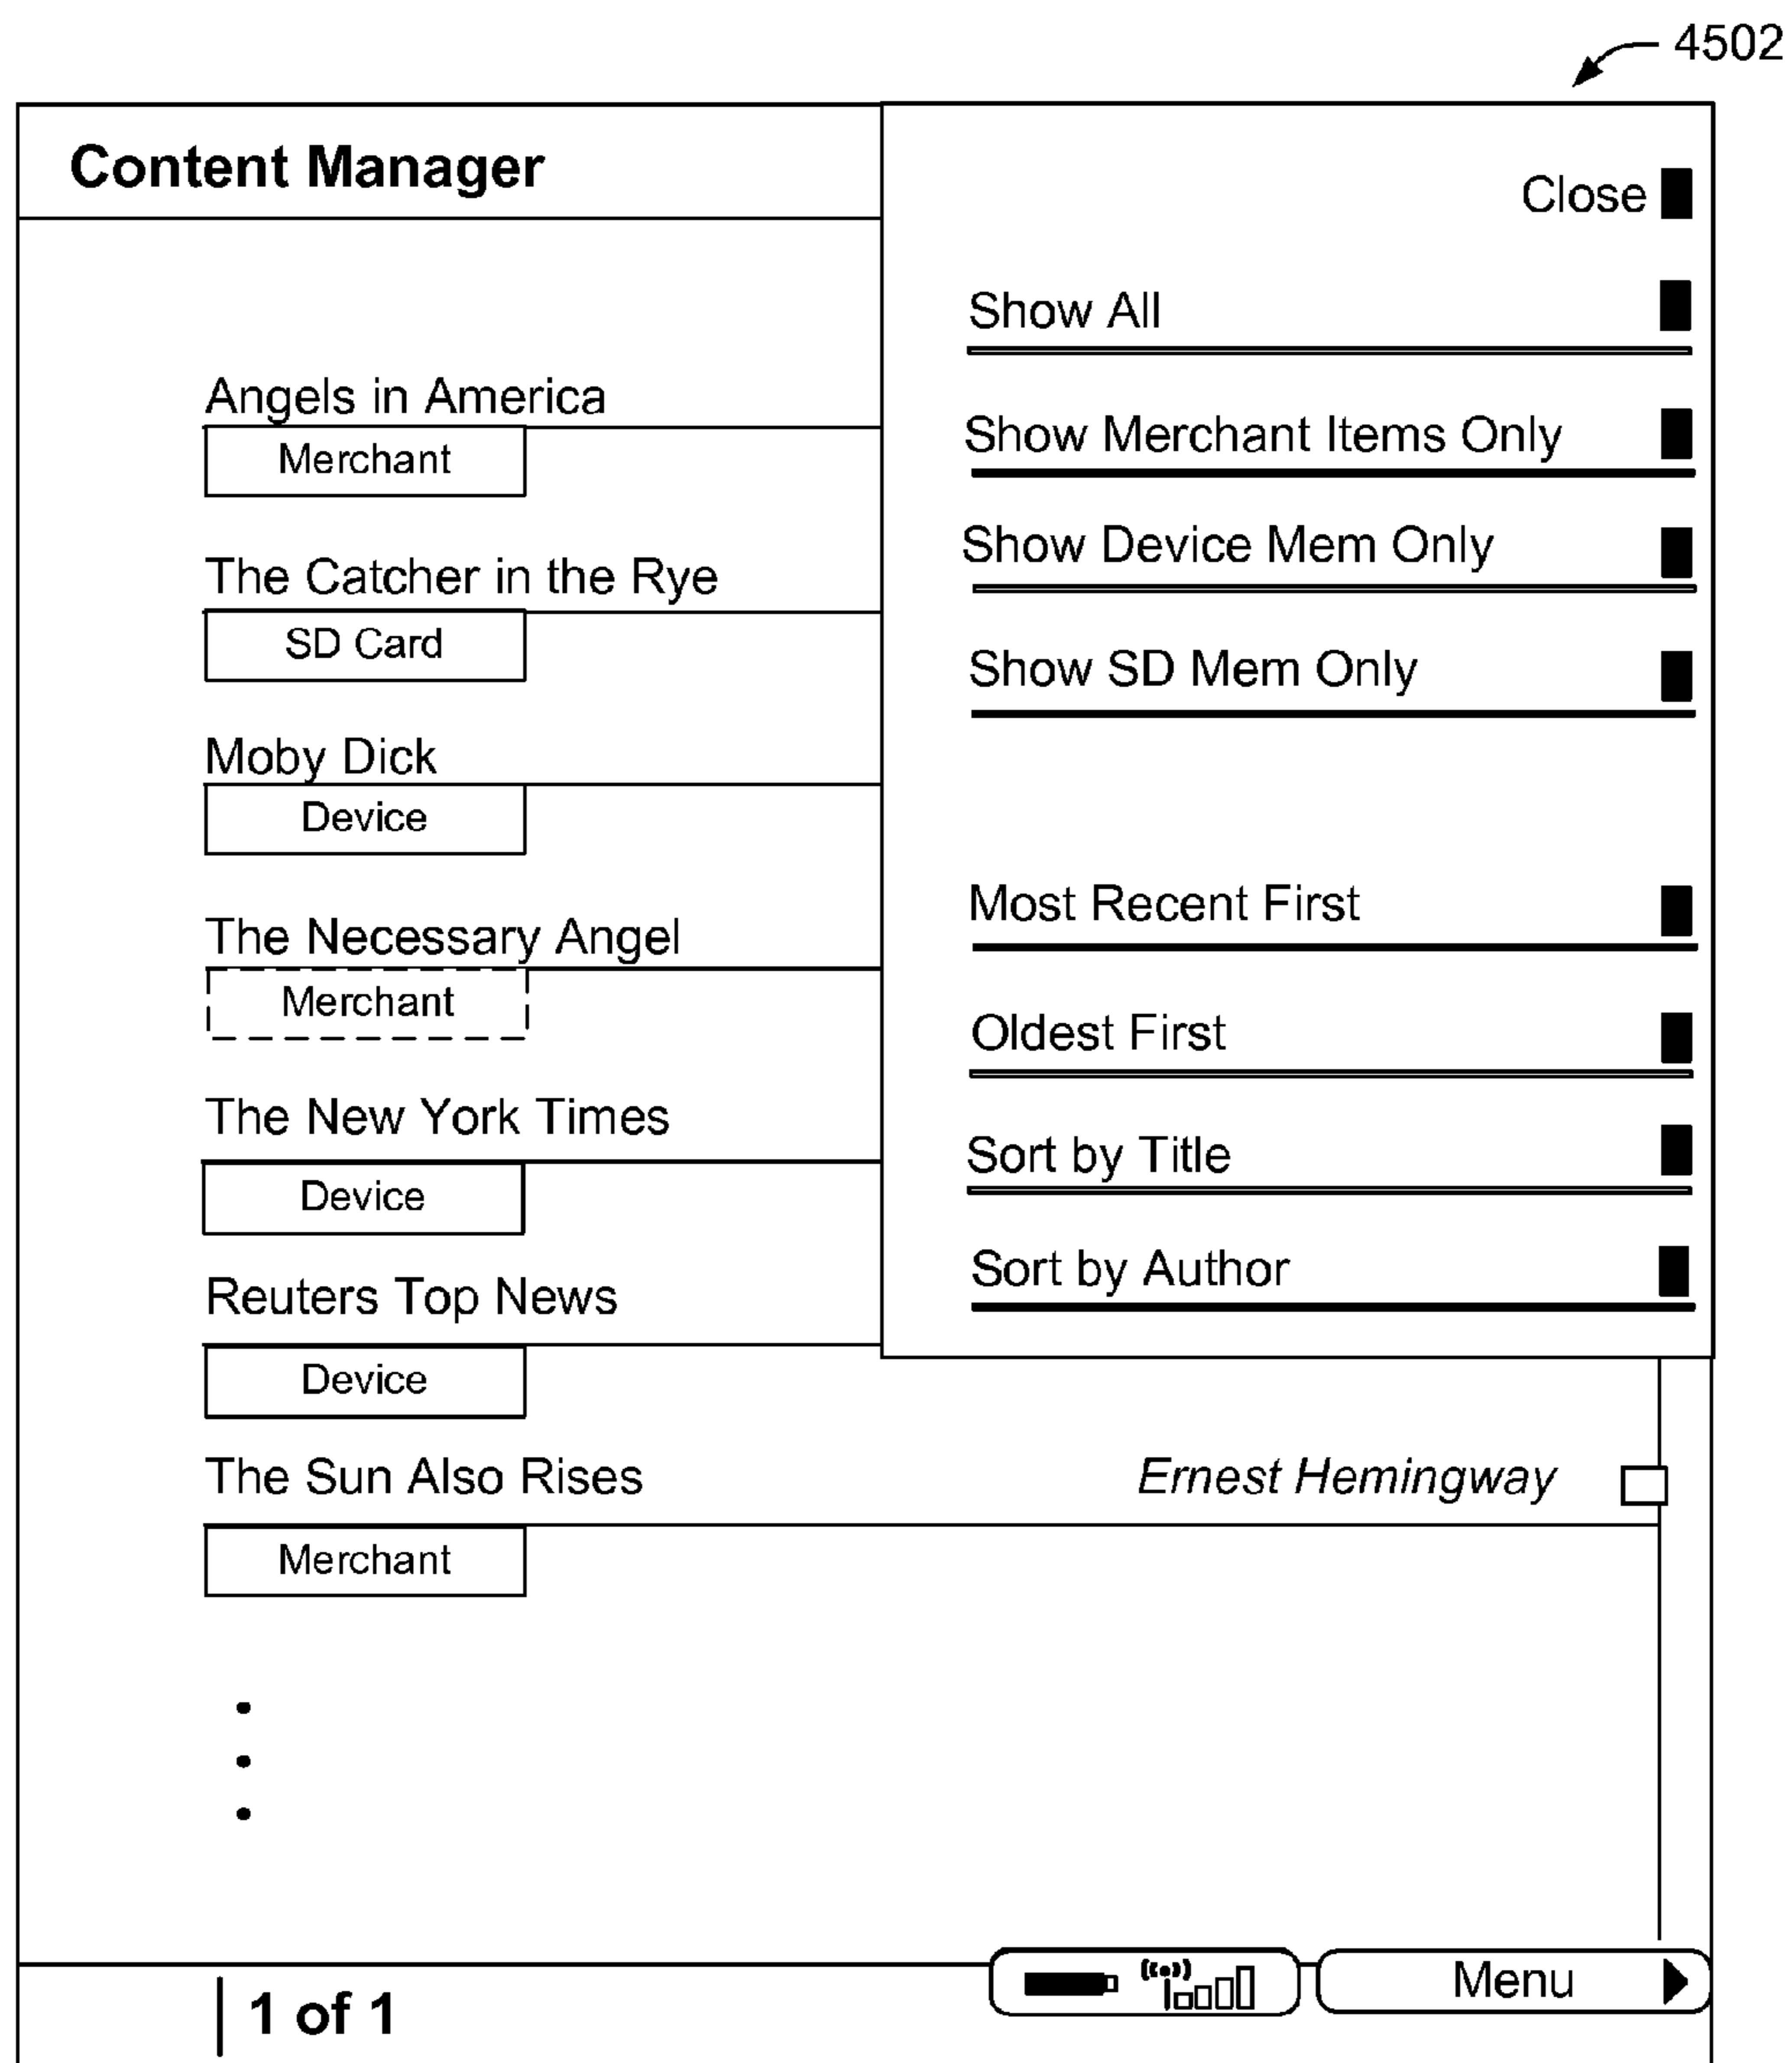 4502
Content Manager
Close
Show All
Show Merchant Items Only
Show Device Mem Only
Show SD Mem Only
Most Recent First
Oldest First
Sort by Title
Sort by Author
Angels in America
Merchant
The Catcher in the Rye
SD Card
Moby Dick
Device
The Necessary Angel
Merchant
The New York Times
Device
Reuters Top News
Device
The Sun Also Rises Ernest Hemingway
Merchant
1 of 1
Menu